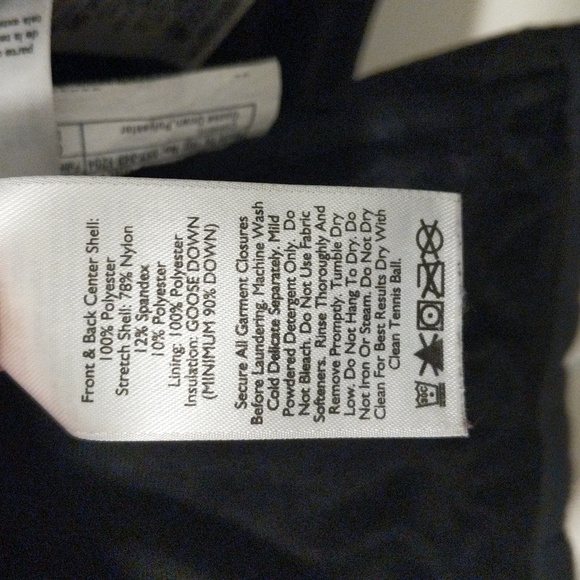 Front & Back Center Shell:
100% Polyester
Stretch Shell: 78% Nylon
12% Spandex
10% Polyester
Lining: 100% Polyester
Insulation: GOOSE DOWN
(MINIMUM 90% DOWN)
Secure All Garment Closures
Before Laundering. Machine Wash
Cold Delicate Separately. Mild
Powdered Detergent Only. Do
Not Bleach. Do Not Use Fabric
Softeners. Rinse Thoroughly And
Remove Promptly. Tumble Dry
Low. Do Not Hang To Dry. Do
Not Iron Or Steam. Do Not Dry
Clean For Best Results Dry With
Clean Tennis Ball.